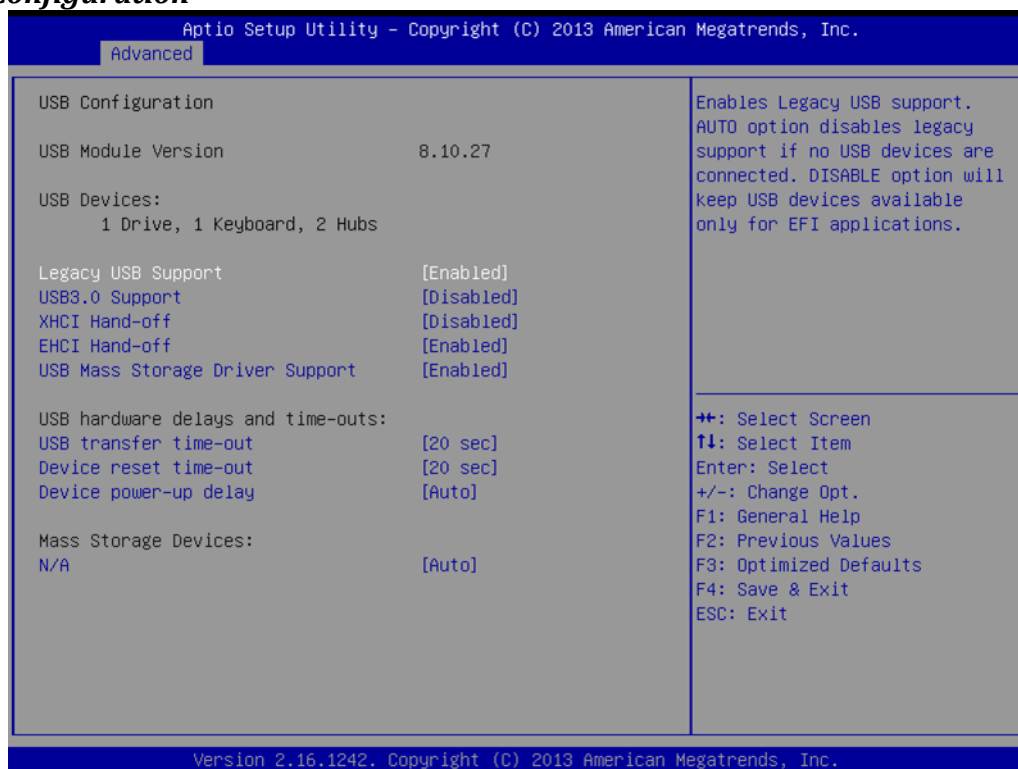 Configuration
Aptio Setup Utility – Copyright (C) 2013 American Megatrends, Inc.
Advanced
USB Configuration
USB Module Version 8.10.27
USB Devices:
1 Drive, 1 Keyboard, 2 Hubs
Legacy USB Support [Enabled]
USB3.0 Support [Disabled]
XHCI Hand-off [Disabled]
EHCI Hand-off [Enabled]
USB Mass Storage Driver Support [Enabled]
USB hardware delays and time-outs:
USB transfer time-out [20 sec]
Device reset time-out [20 sec]
Device power-up delay [Auto]
Mass Storage Devices:
N/A [Auto]
Enables Legacy USB support.
AUTO option disables legacy
support if no USB devices are
connected. DISABLE option will
keep USB devices available
only for EFI applications.
→←: Select Screen
↑↓: Select Item
Enter: Select
+/-: Change Opt.
F1: General Help
F2: Previous Values
F3: Optimized Defaults
F4: Save & Exit
ESC: Exit
Version 2.16.1242. Copyright (C) 2013 American Megatrends, Inc.